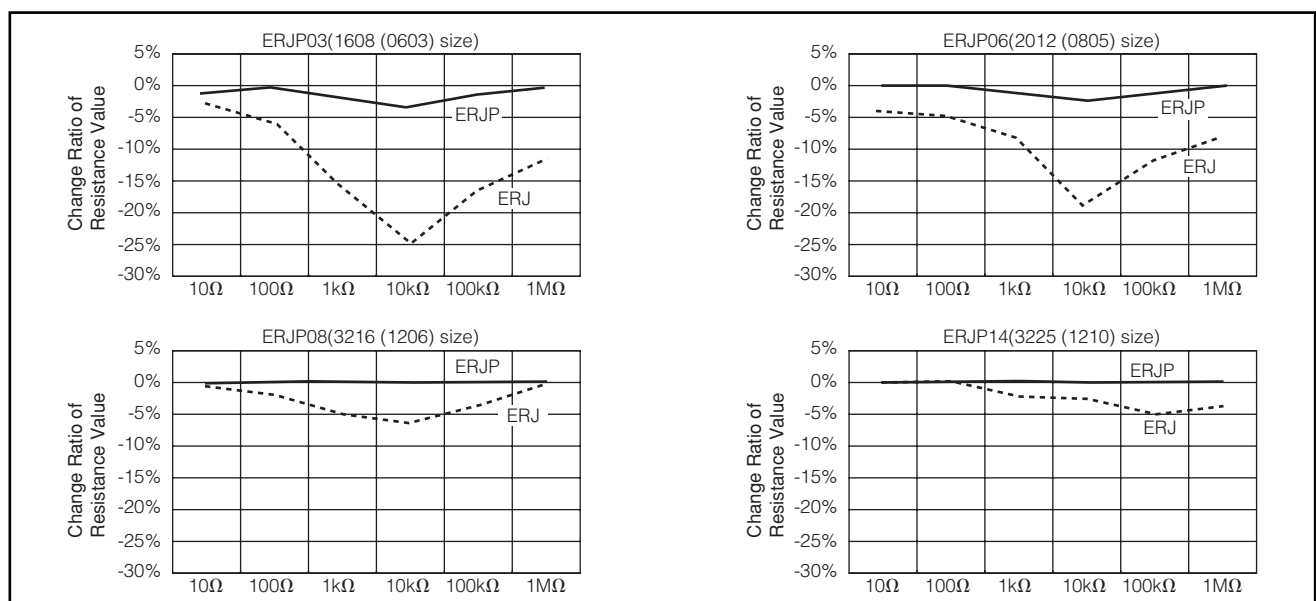 ERJP03(1608 (0603) size)
Change Ratio of
Resistance Value
5%
0%
-5%
-10%
-15%
-20%
-25%
-30%
ERJP
ERJ
10Ω 100Ω 1kΩ 10kΩ 100kΩ 1MΩ
ERJP06(2012 (0805) size)
Change Ratio of
Resistance Value
5%
0%
-5%
-10%
-15%
-20%
-25%
-30%
ERJP
ERJ
10Ω 100Ω 1kΩ 10kΩ 100kΩ 1MΩ
ERJP08(3216 (1206) size)
Change Ratio of
Resistance Value
5%
0%
-5%
-10%
-15%
-20%
-25%
-30%
ERJP
ERJ
10Ω 100Ω 1kΩ 10kΩ 100kΩ 1MΩ
ERJP14(3225 (1210) size)
Change Ratio of
Resistance Value
5%
0%
-5%
-10%
-15%
-20%
-25%
-30%
ERJP
ERJ
10Ω 100Ω 1kΩ 10kΩ 100kΩ 1MΩ